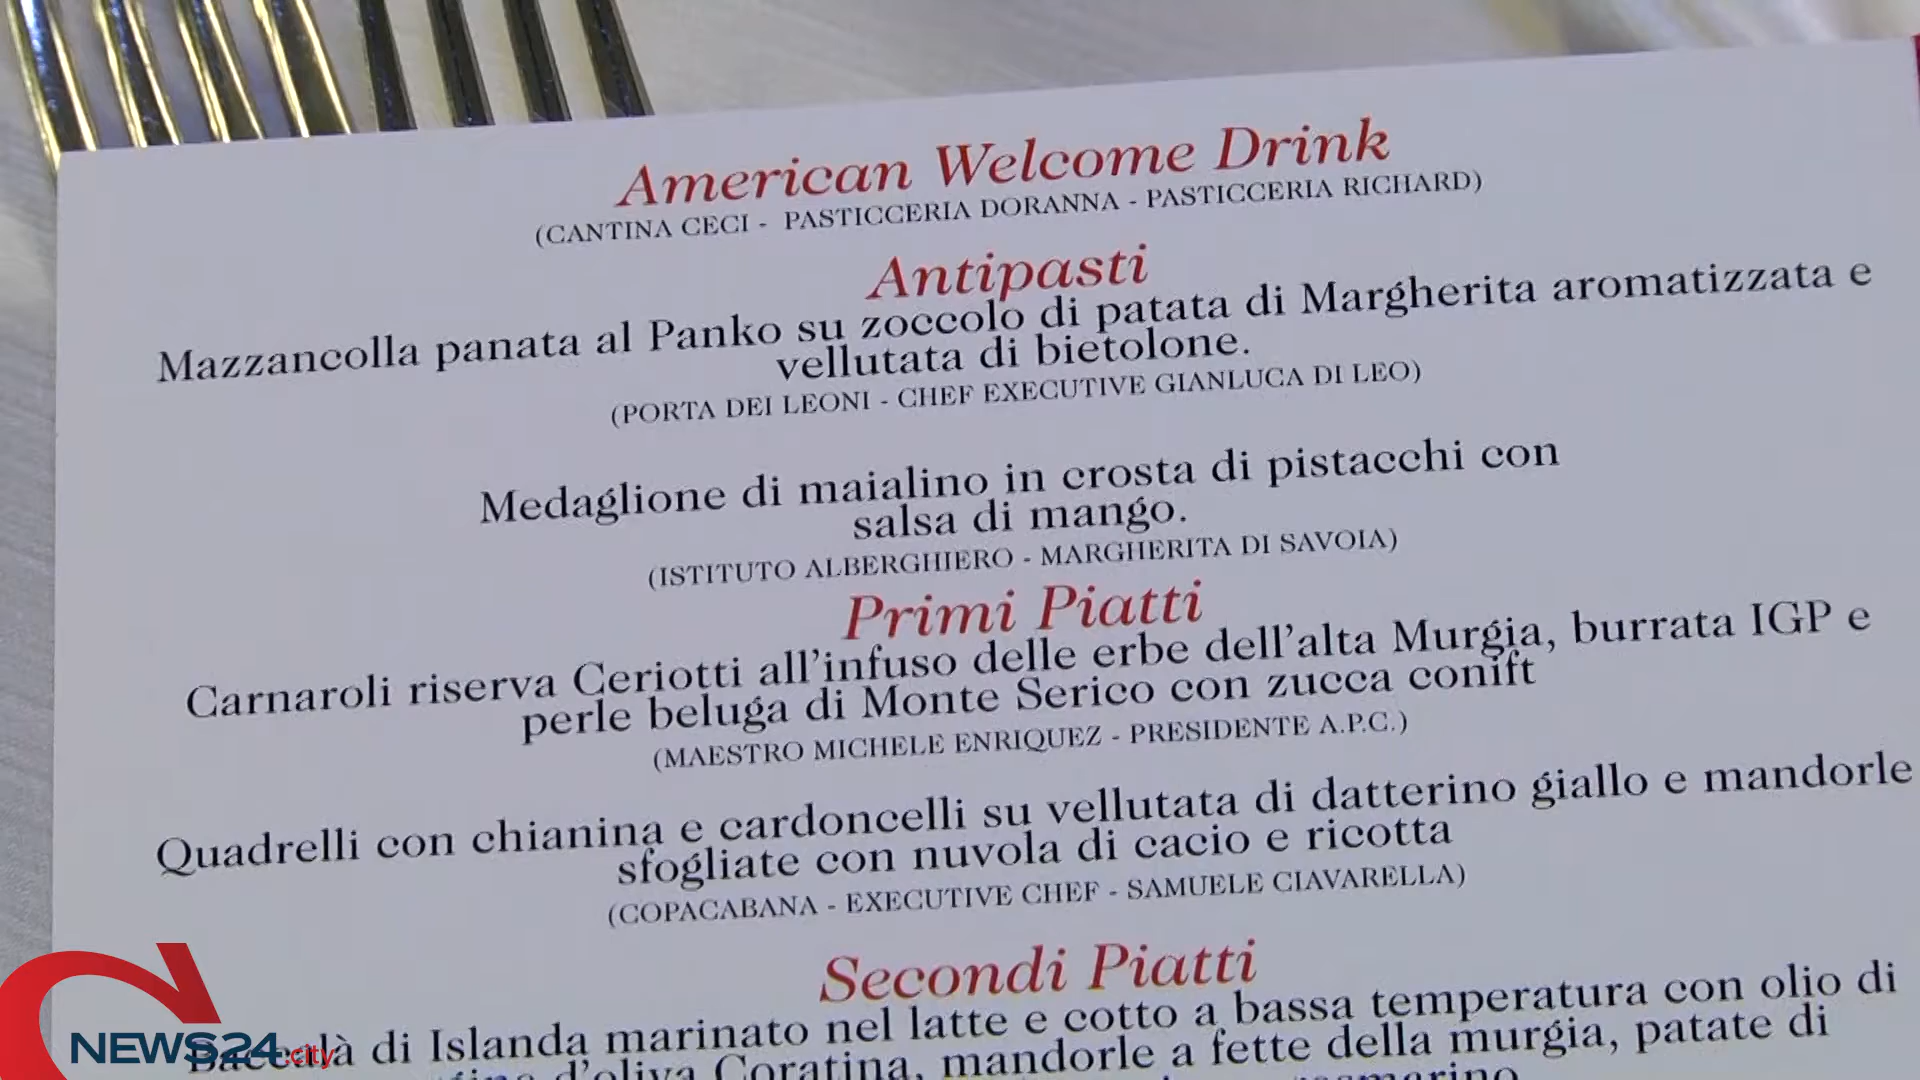 American Welcome Drink
(CANTINA CECI - PASTICCERIA DORANNA - PASTICCERIA RICHARD)
Antipasti
Mazzancolla panata al Panko su zoccolo di patata di Margherita aromatizzata e
vellutata di bietolone.
(PORTA DEI LEONI - CHEF EXECUTIVE GIANLUCA DI LEO)
Medaglione di maialino in crosta di pistacchi con
salsa di mango.
(ISTITUTO ALBERGHIERO - MARGHERITA DI SAVOIA)
Primi Piatti
Carnaroli riserva Ceriotti all'infuso delle erbe dell'alta Murgia, burrata IGP e
perle beluga di Monte Serico con zucca conift
(MAESTRO MICHELE ENRIQUEZ - PRESIDENTE A.P.C.)
Quadrelli con chianina e cardoncelli su vellutata di datterino giallo e mandorle
sfogliate con nuvola di cacio e ricotta
(COPACABANA - EXECUTIVE CHEF - SAMUELE CIAVARELLA)
Secondi Piatti
Baccalà di Islanda marinato nel latte e cotto a bassa temperatura con olio di
d'oliva Coratina, mandorle a fette della murgia, patate di
NEWS24.city